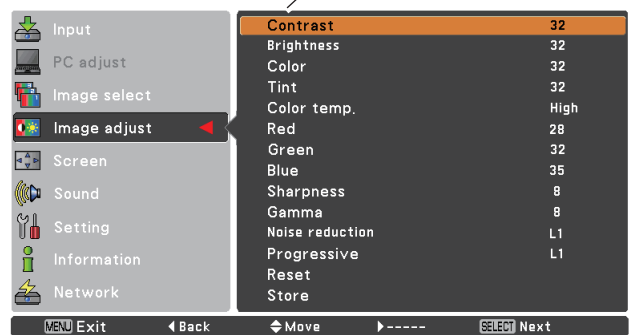 Input
PC adjust
Image select
Image adjust
Screen
Sound
Setting
Information
Network
Contrast 32
Brightness 32
Color 32
Tint 32
Color temp. High
Red 28
Green 32
Blue 35
Sharpness 8
Gamma 8
Noise reduction L1
Progressive L1
Reset
Store
MENU Exit Back Move ----- SELECT Next